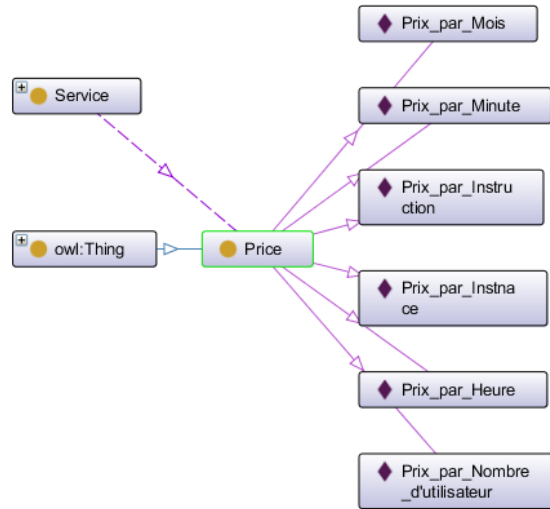 Prix_par_Mois
Service
Prix_par_Minute
Prix_par_Instru
ction
owl:Thing
Price
Prix_par_Instna
ce
Prix_par_Heure
Prix_par_Nombre
_d'utilisateur